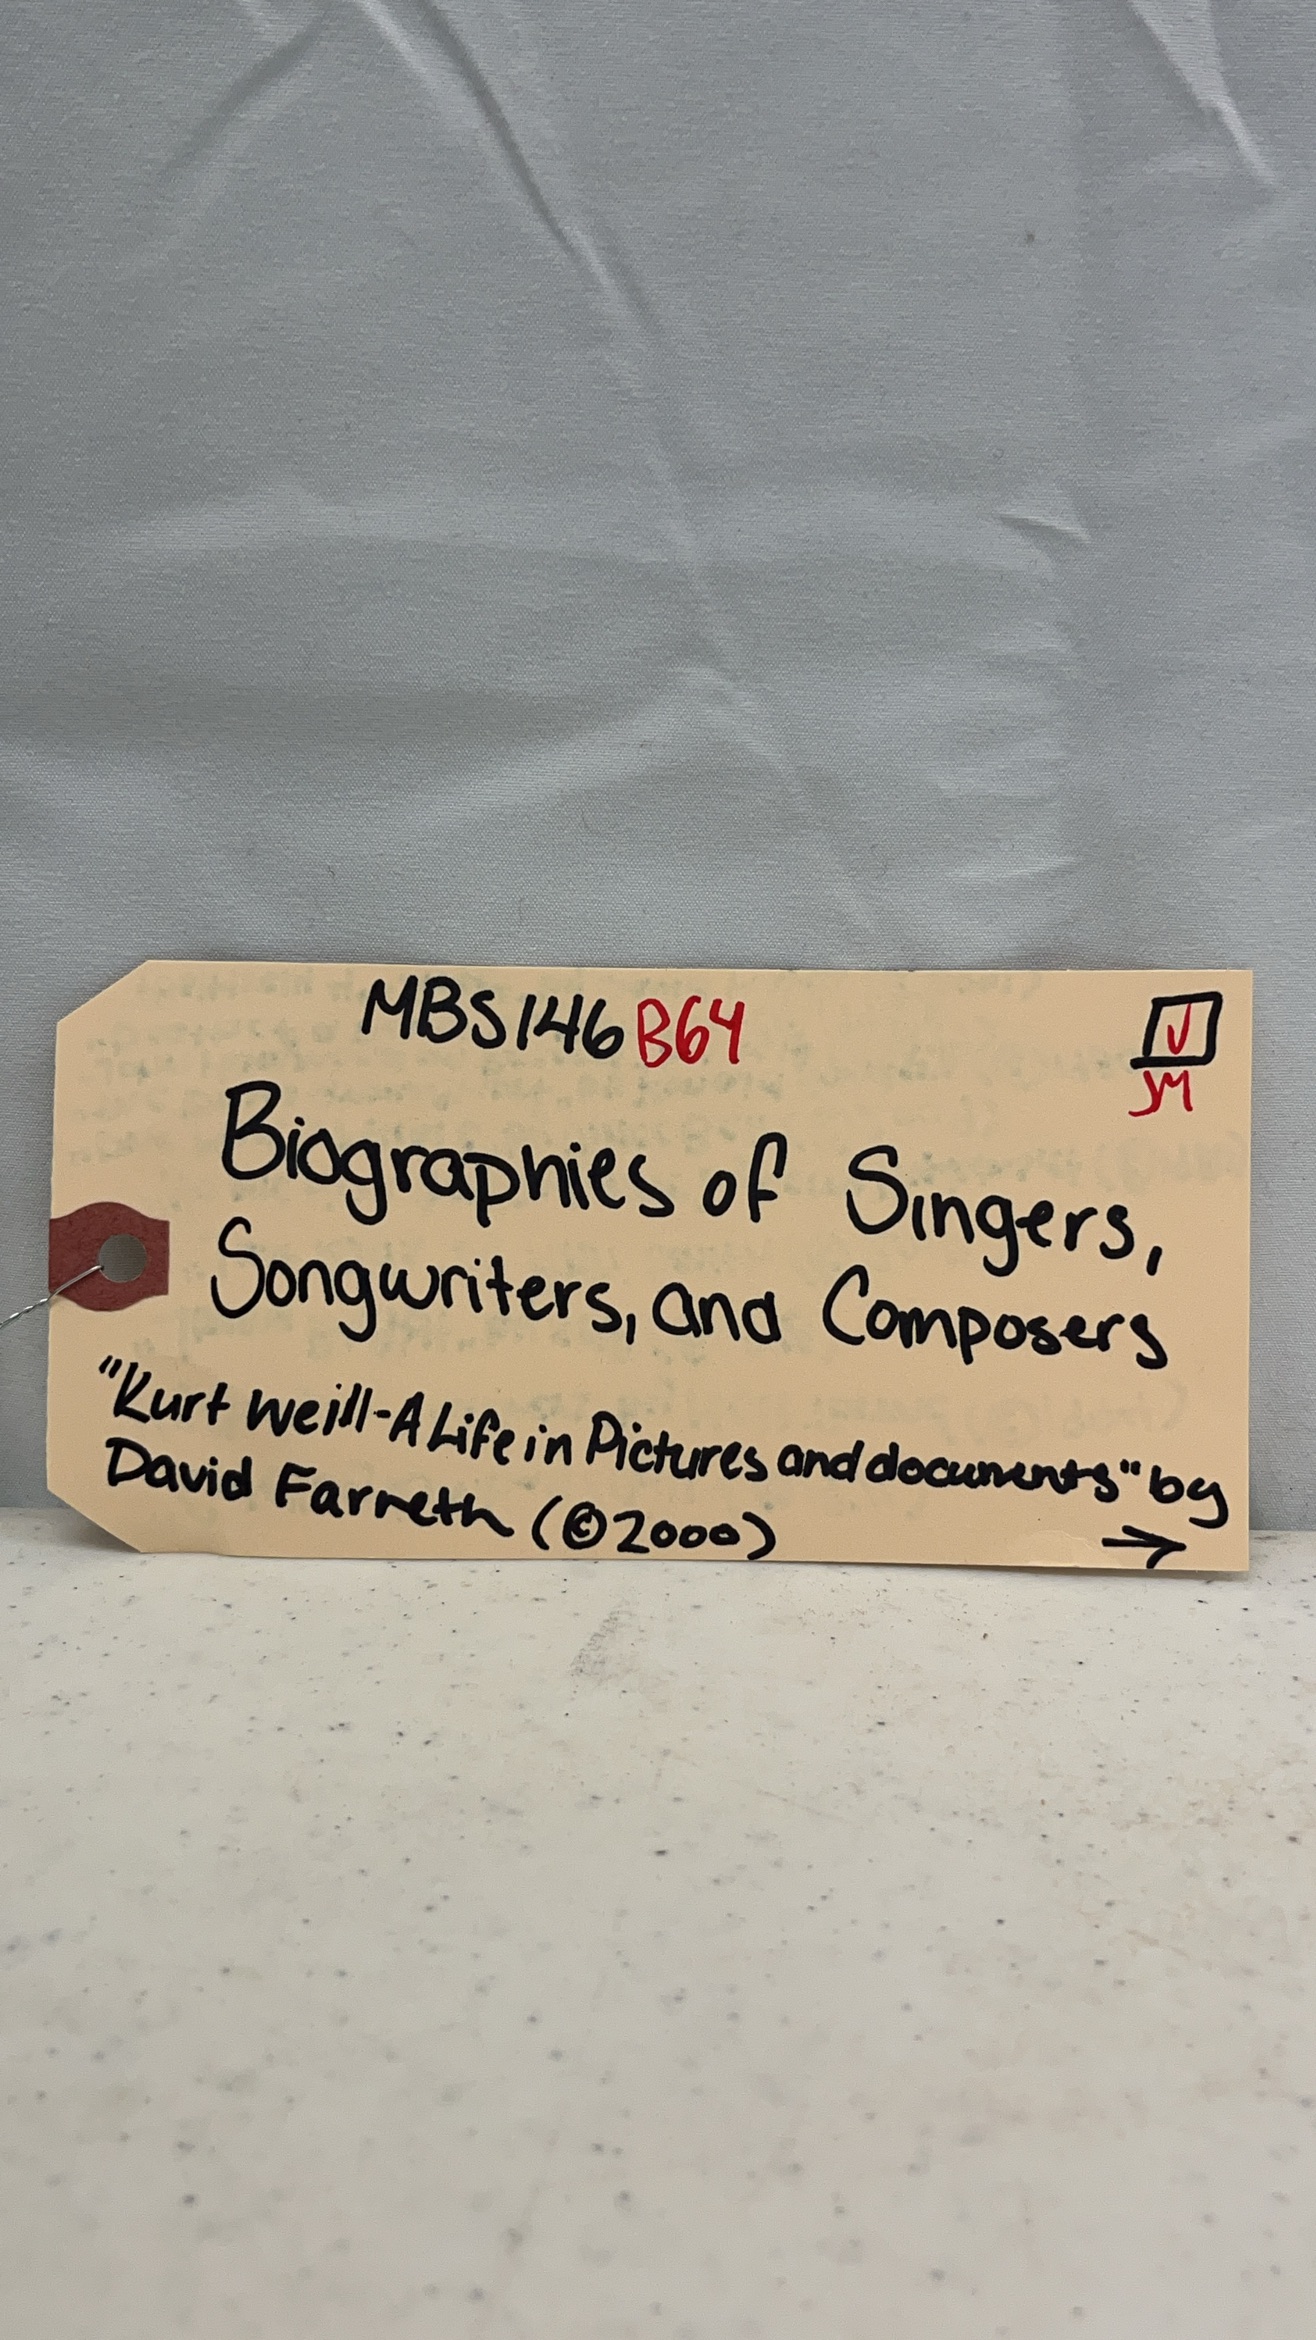 MBS146 B64
√
JM
Biographies of Singers,
Songwriters, and Composers
"Kurt Weill-A Life in Pictures and documents" by
David Farneth (©2000)
→